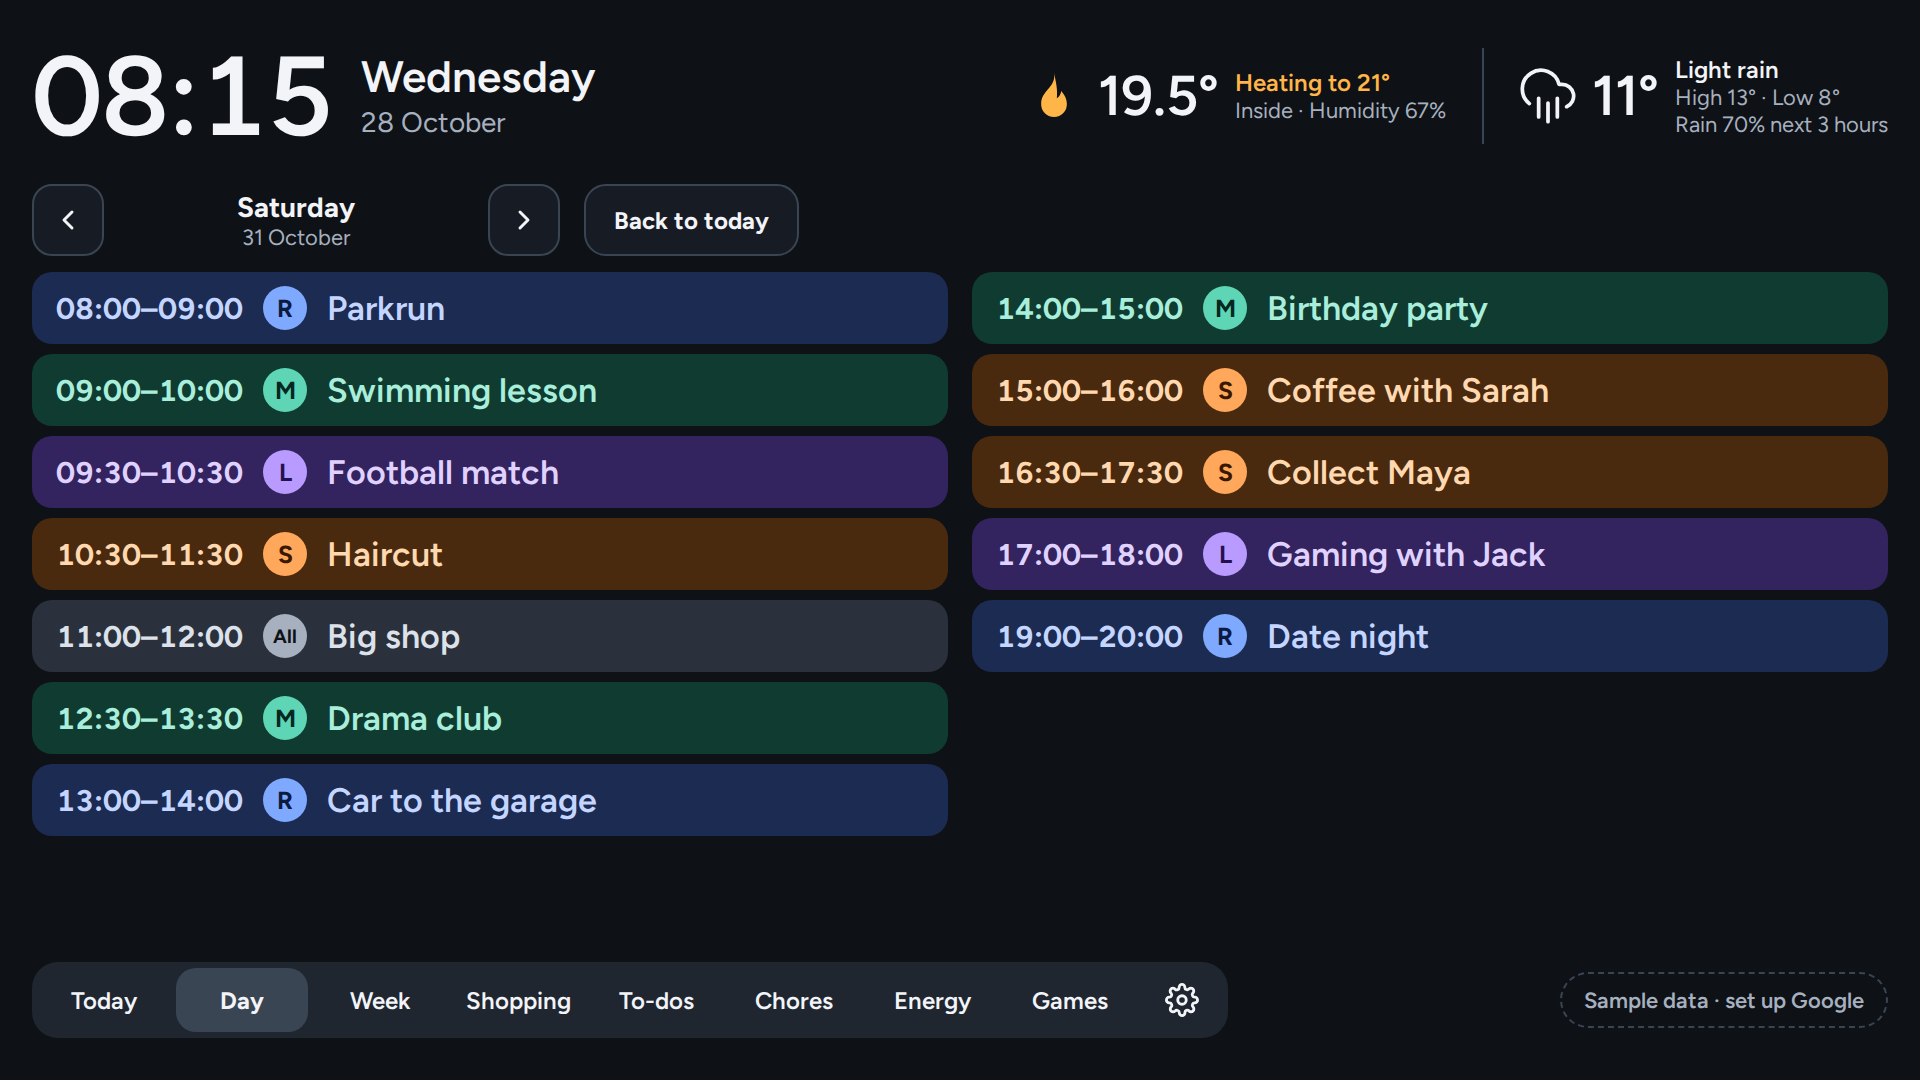 08:15
Wednesday
28 October
19.5°
Heating to 21°
Inside · Humidity 67%
11°
Light rain
High 13° · Low 8°
Rain 70% next 3 hours
Saturday
31 October
Back to today
08:00–09:00 R Parkrun
09:00–10:00 M Swimming lesson
09:30–10:30 L Football match
10:30–11:30 S Haircut
11:00–12:00 All Big shop
12:30–13:30 M Drama club
13:00–14:00 R Car to the garage
14:00–15:00 M Birthday party
15:00–16:00 S Coffee with Sarah
16:30–17:30 S Collect Maya
17:00–18:00 L Gaming with Jack
19:00–20:00 R Date night
Today Day Week Shopping To-dos Chores Energy Games
Sample data · set up Google